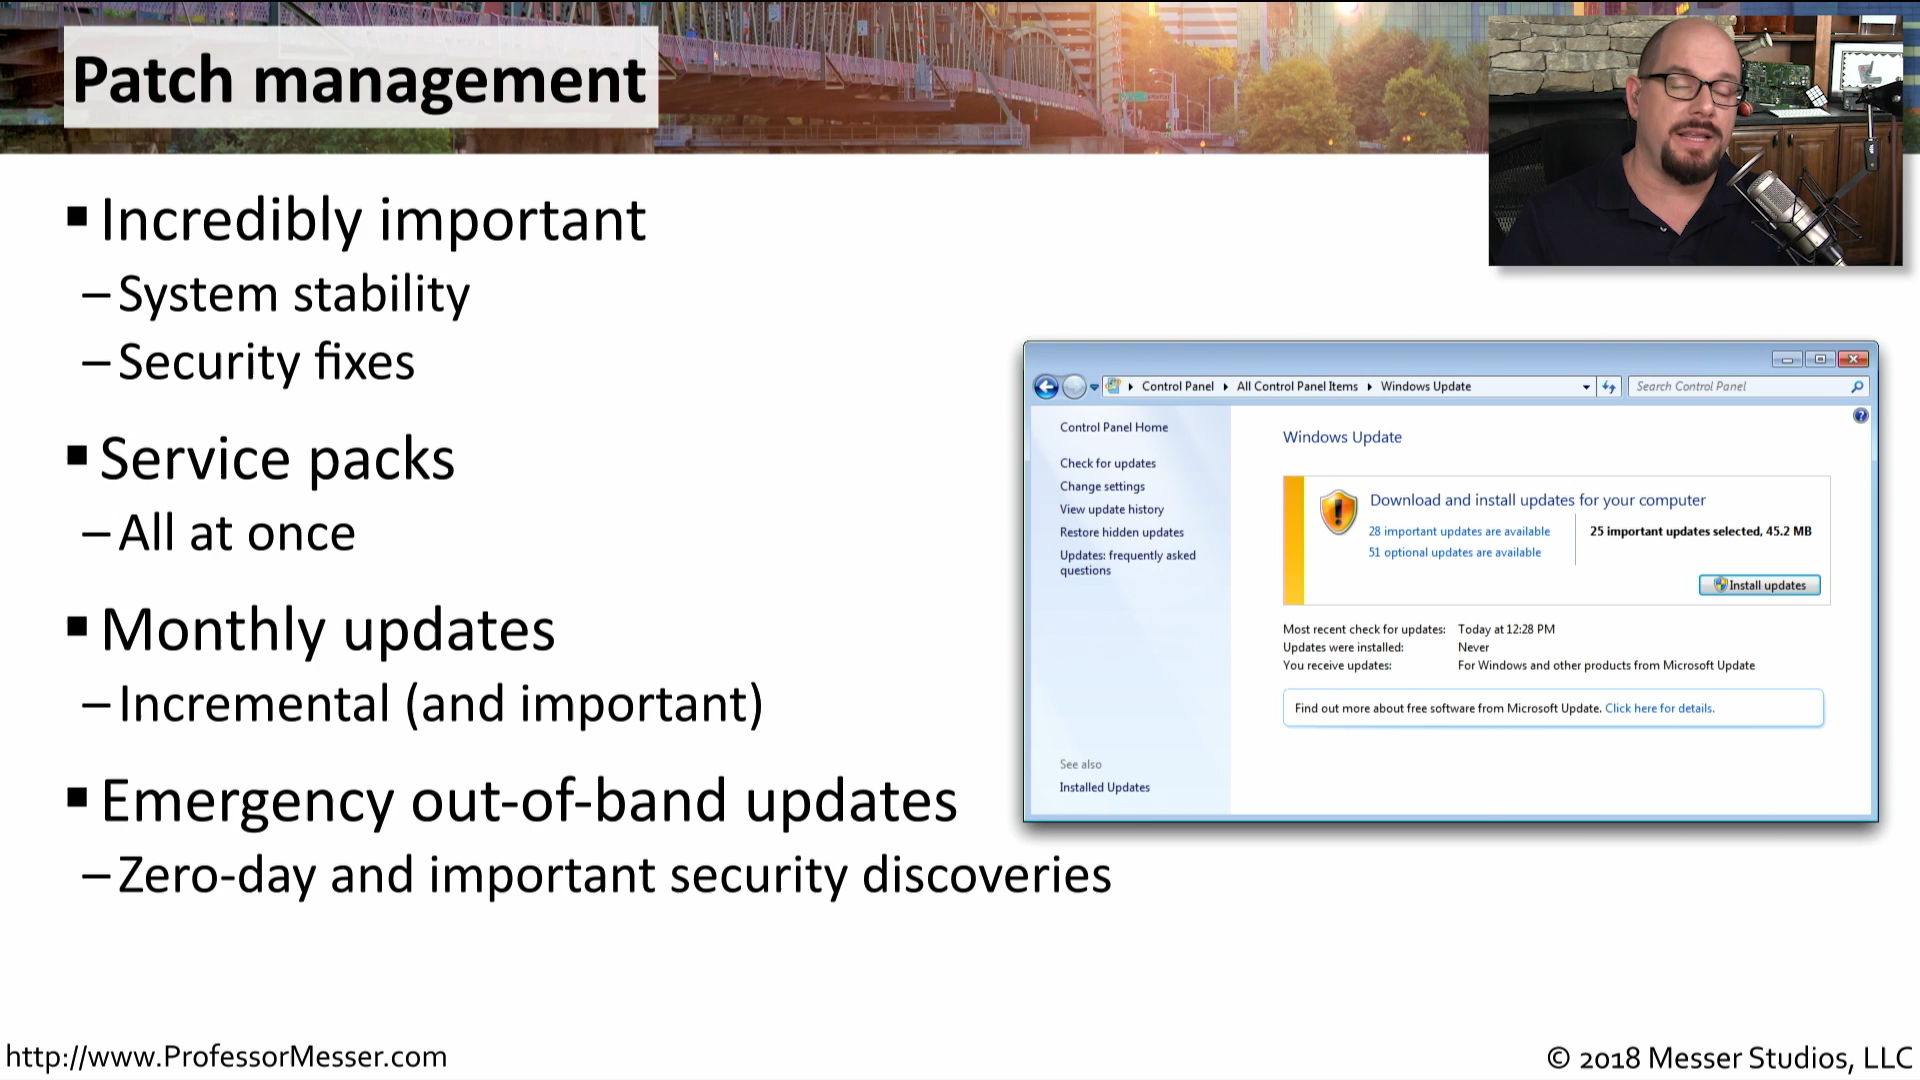 Patch management
▪ Incredibly important
– System stability
– Security fixes
▪ Service packs
– All at once
▪ Monthly updates
– Incremental (and important)
▪ Emergency out-of-band updates
– Zero-day and important security discoveries
Control Panel ▸ All Control Panel Items ▸ Windows Update
Search Control Panel
Control Panel Home
Check for updates
Change settings
View update history
Restore hidden updates
Updates: frequently asked
questions
See also
Installed Updates
Windows Update
Download and install updates for your computer
28 important updates are available
51 optional updates are available
25 important updates selected, 45.2 MB
Install updates
Most recent check for updates: Today at 12:28 PM
Updates were installed: Never
You receive updates: For Windows and other products from Microsoft Update
Find out more about free software from Microsoft Update. Click here for details.
http://www.ProfessorMesser.com
© 2018 Messer Studios, LLC